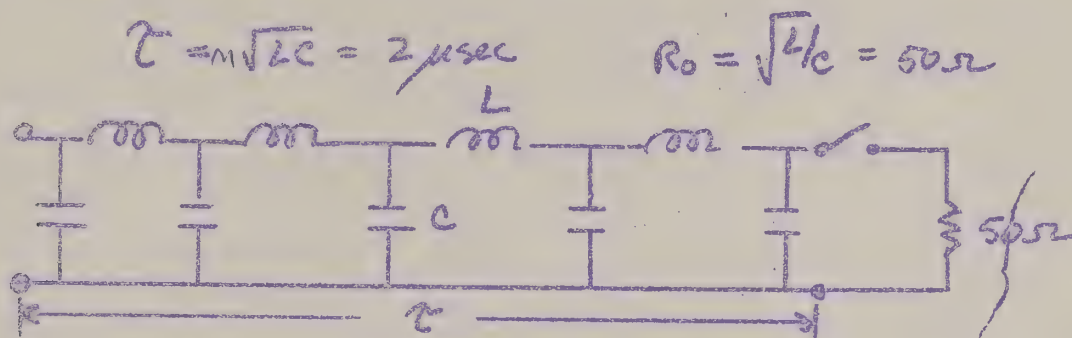 τ = n√LC = 2 μsec
R₀ = √L/C = 50Ω
L
C
50Ω
τ